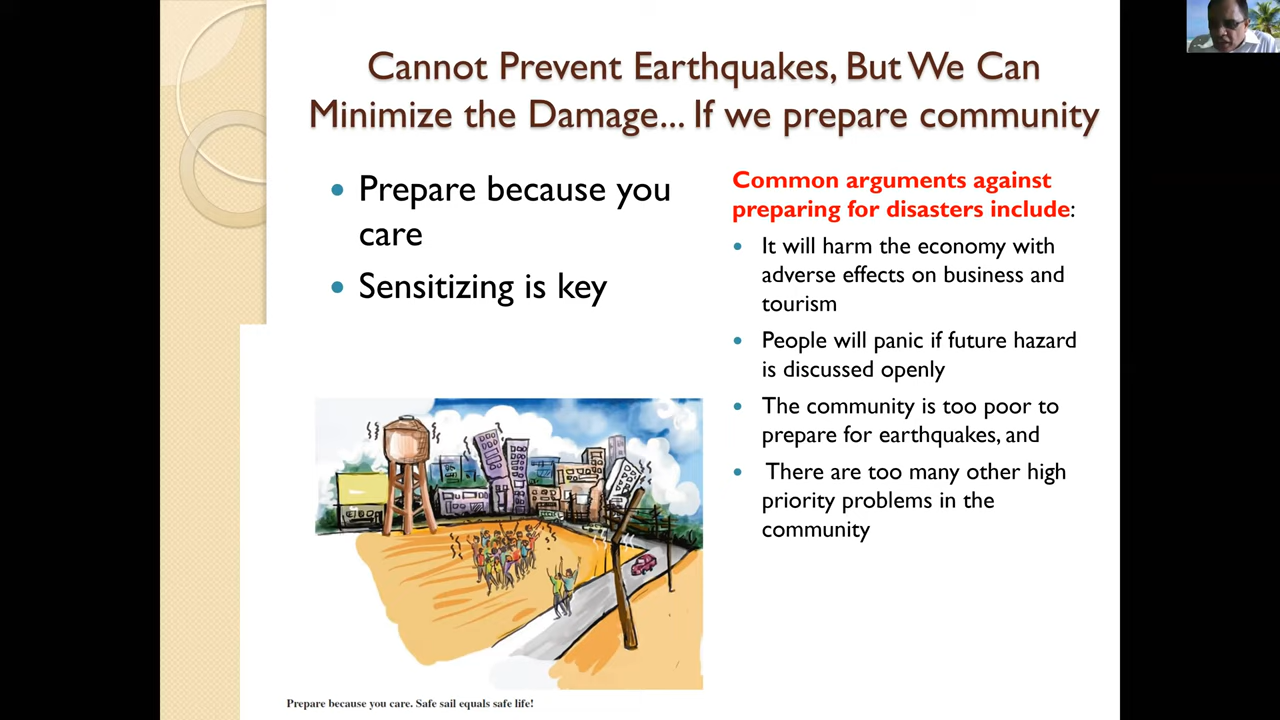 Cannot Prevent Earthquakes, But We Can
Minimize the Damage... If we prepare community
• Prepare because you
care
• Sensitizing is key
Common arguments against
preparing for disasters include:
• It will harm the economy with
adverse effects on business and
tourism
• People will panic if future hazard
is discussed openly
• The community is too poor to
prepare for earthquakes, and
• There are too many other high
priority problems in the
community
Prepare because you care. Safe sail equals safe life!